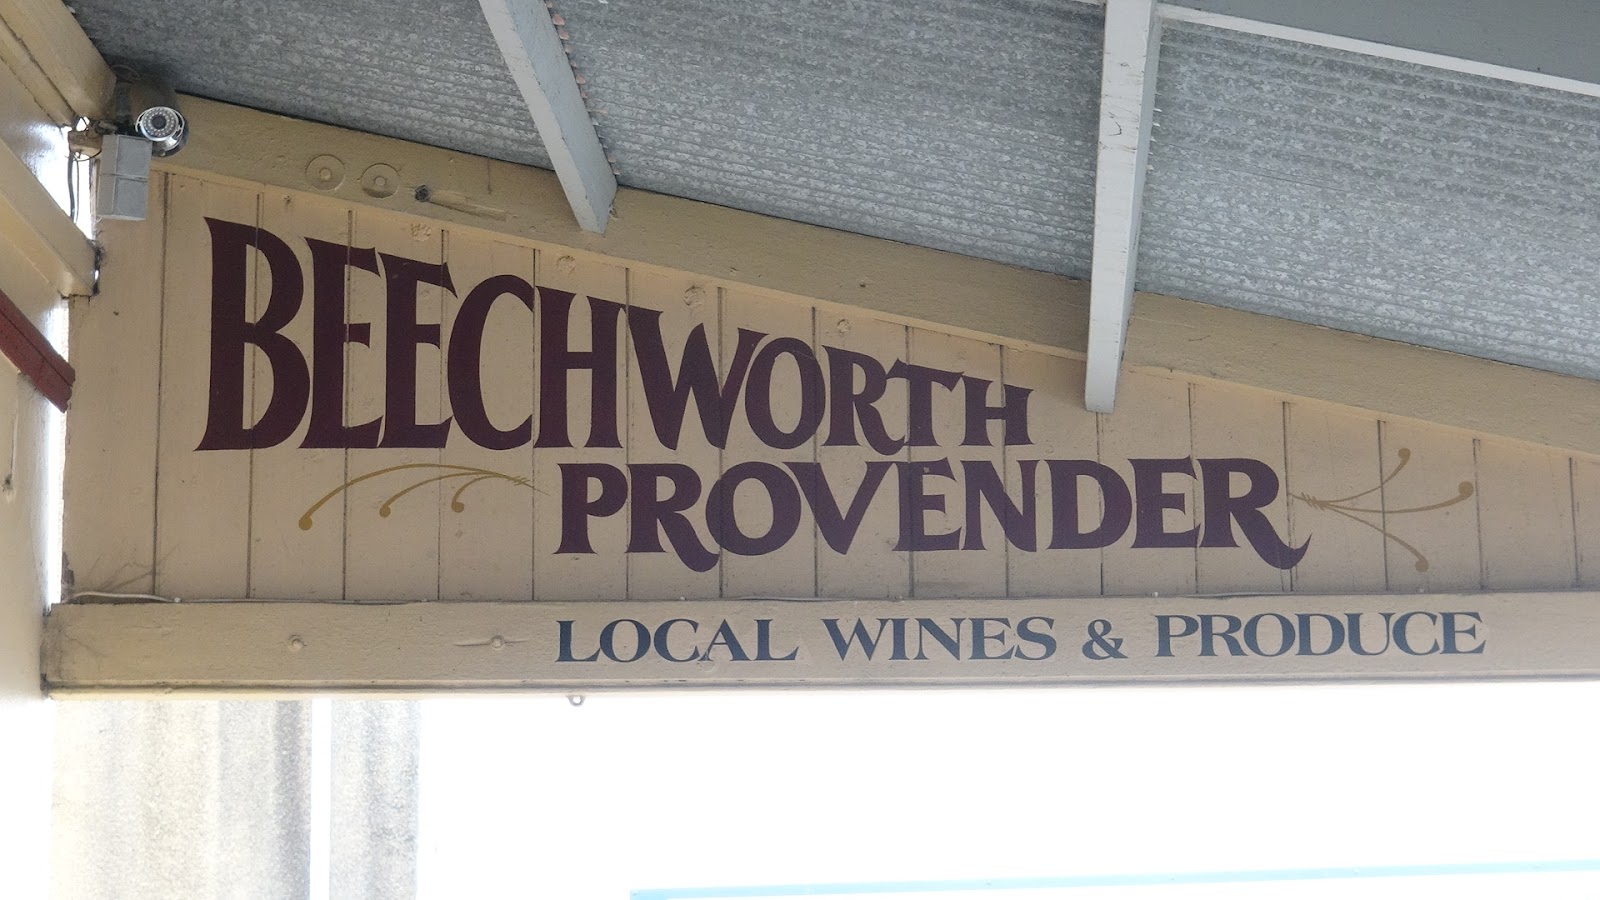 BEECHWORTH
PROVENDER
LOCAL WINES & PRODUCE